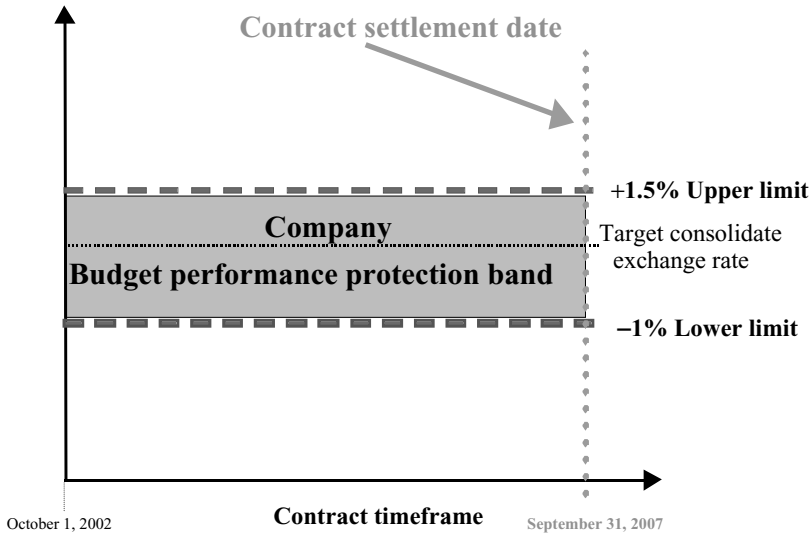 Contract settlement date
+1.5% Upper limit
Company
Target consolidate
exchange rate
Budget performance protection band
–1% Lower limit
October 1, 2002
Contract timeframe
September 31, 2007